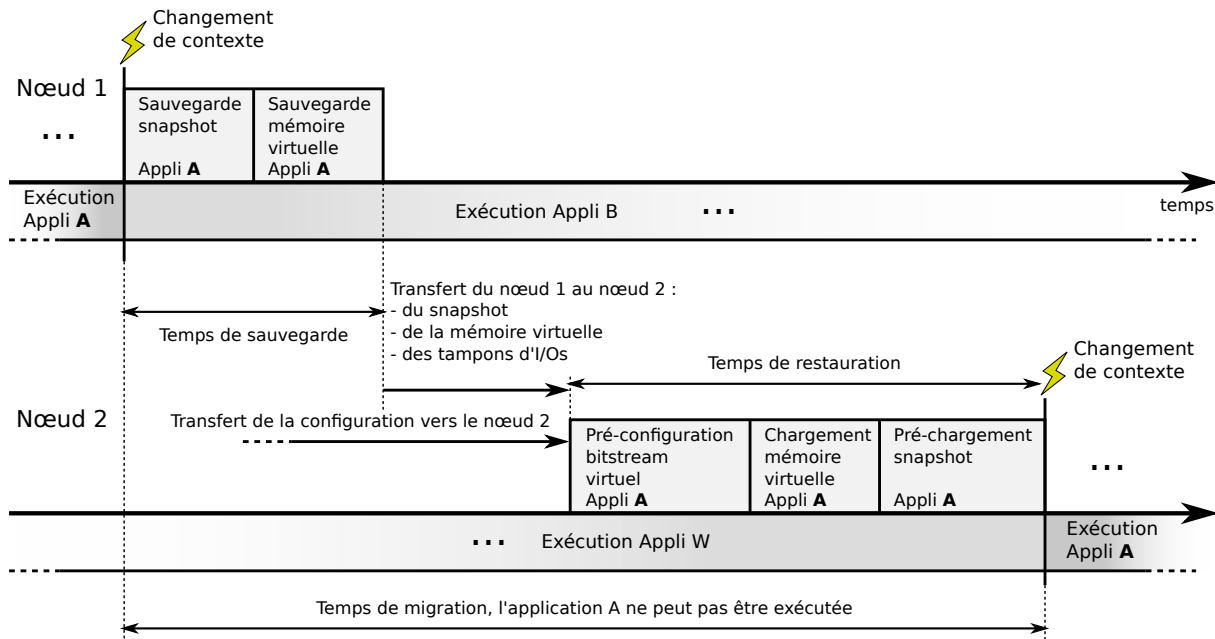 Changement
de contexte
Nœud 1
...
Sauvegarde
snapshot
Appli A
Sauvegarde
mémoire
virtuelle
Appli A
Exécution
Appli A
Exécution Appli B ...
temps
Transfert du nœud 1 au nœud 2 :
- du snapshot
- de la mémoire virtuelle
- des tampons d'I/Os
Temps de sauvegarde
Temps de restauration
Changement
de contexte
Nœud 2
Transfert de la configuration vers le nœud 2
Pré-configuration
bitstream
virtuel
Appli A
Chargement
mémoire
virtuelle
Appli A
Pré-chargement
snapshot
Appli A
...
... Exécution Appli W
Exécution
Appli A
Temps de migration, l'application A ne peut pas être exécutée